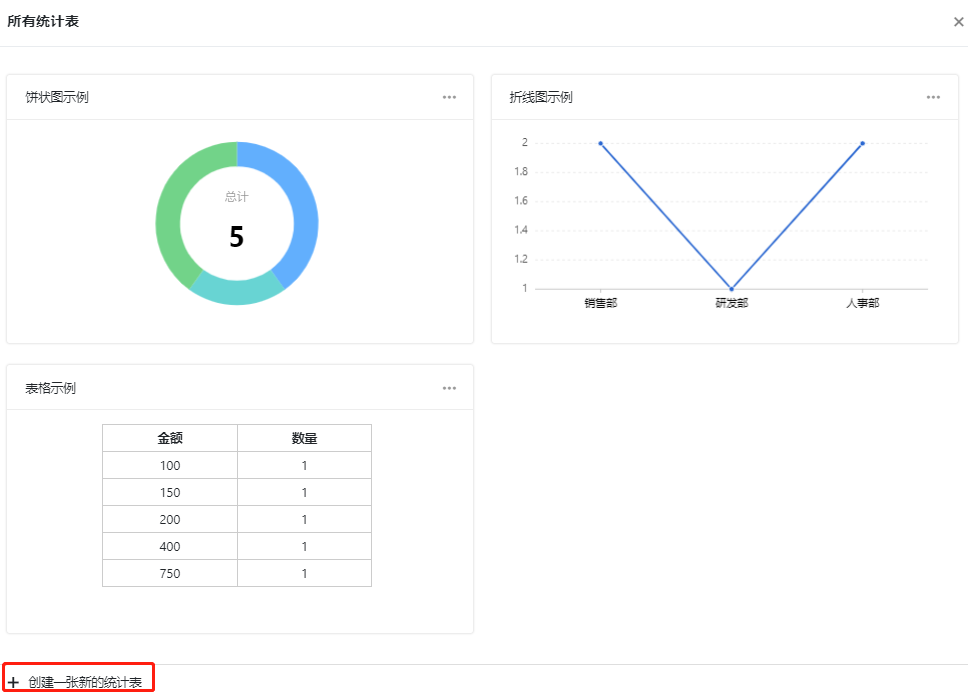 所有统计表
饼状图示例
总计
5
折线图示例
2
1.8
1.6
1.4
1.2
1
销售部 研发部 人事部
表格示例
金额 数量
100 1
150 1
200 1
400 1
750 1
+ 创建一张新的统计表